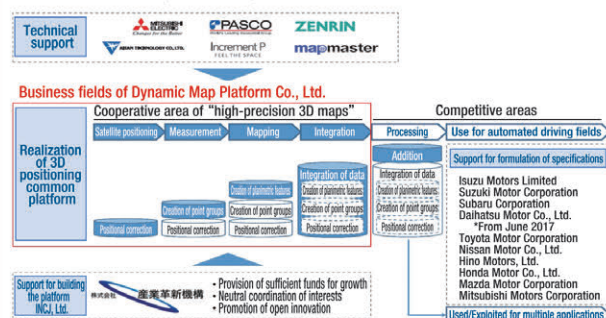 Technical
support
MITSUBISHI
ELECTRIC
Changes for the Better
PASCO
ZENRIN
AISAN TECHNOLOGY CO., LTD.
Increment P
FEEL THE SPACE
mapmaster
Business fields of Dynamic Map Platform Co., Ltd.
Cooperative area of "high-precision 3D maps"
Competitive areas
Satellite positioning
Measurement
Mapping
Integration
Processing
Use for automated driving fields
Realization
of 3D
positioning
common
platform
Positional correction
Creation of point groups
Positional correction
Creation of planimetric features
Creation of point groups
Positional correction
Integration of data
Creation of planimetric features
Creation of point groups
Positional correction
Addition
Integration of data
Creation of planimetric features
Creation of point groups
Positional correction
Support for formulation of specifications
Isuzu Motors Limited
Suzuki Motor Corporation
Subaru Corporation
Daihatsu Motor Co., Ltd.
*From June 2017
Toyota Motor Corporation
Nissan Motor Co., Ltd.
Hino Motors, Ltd.
Honda Motor Co., Ltd.
Mazda Motor Corporation
Mitsubishi Motors Corporation
Used/Exploited for multiple applications
Support for building
the platform
INCJ, Ltd.
株式会社 産業革新機構
・Provision of sufficient funds for growth
・Neutral coordination of interests
・Promotion of open innovation